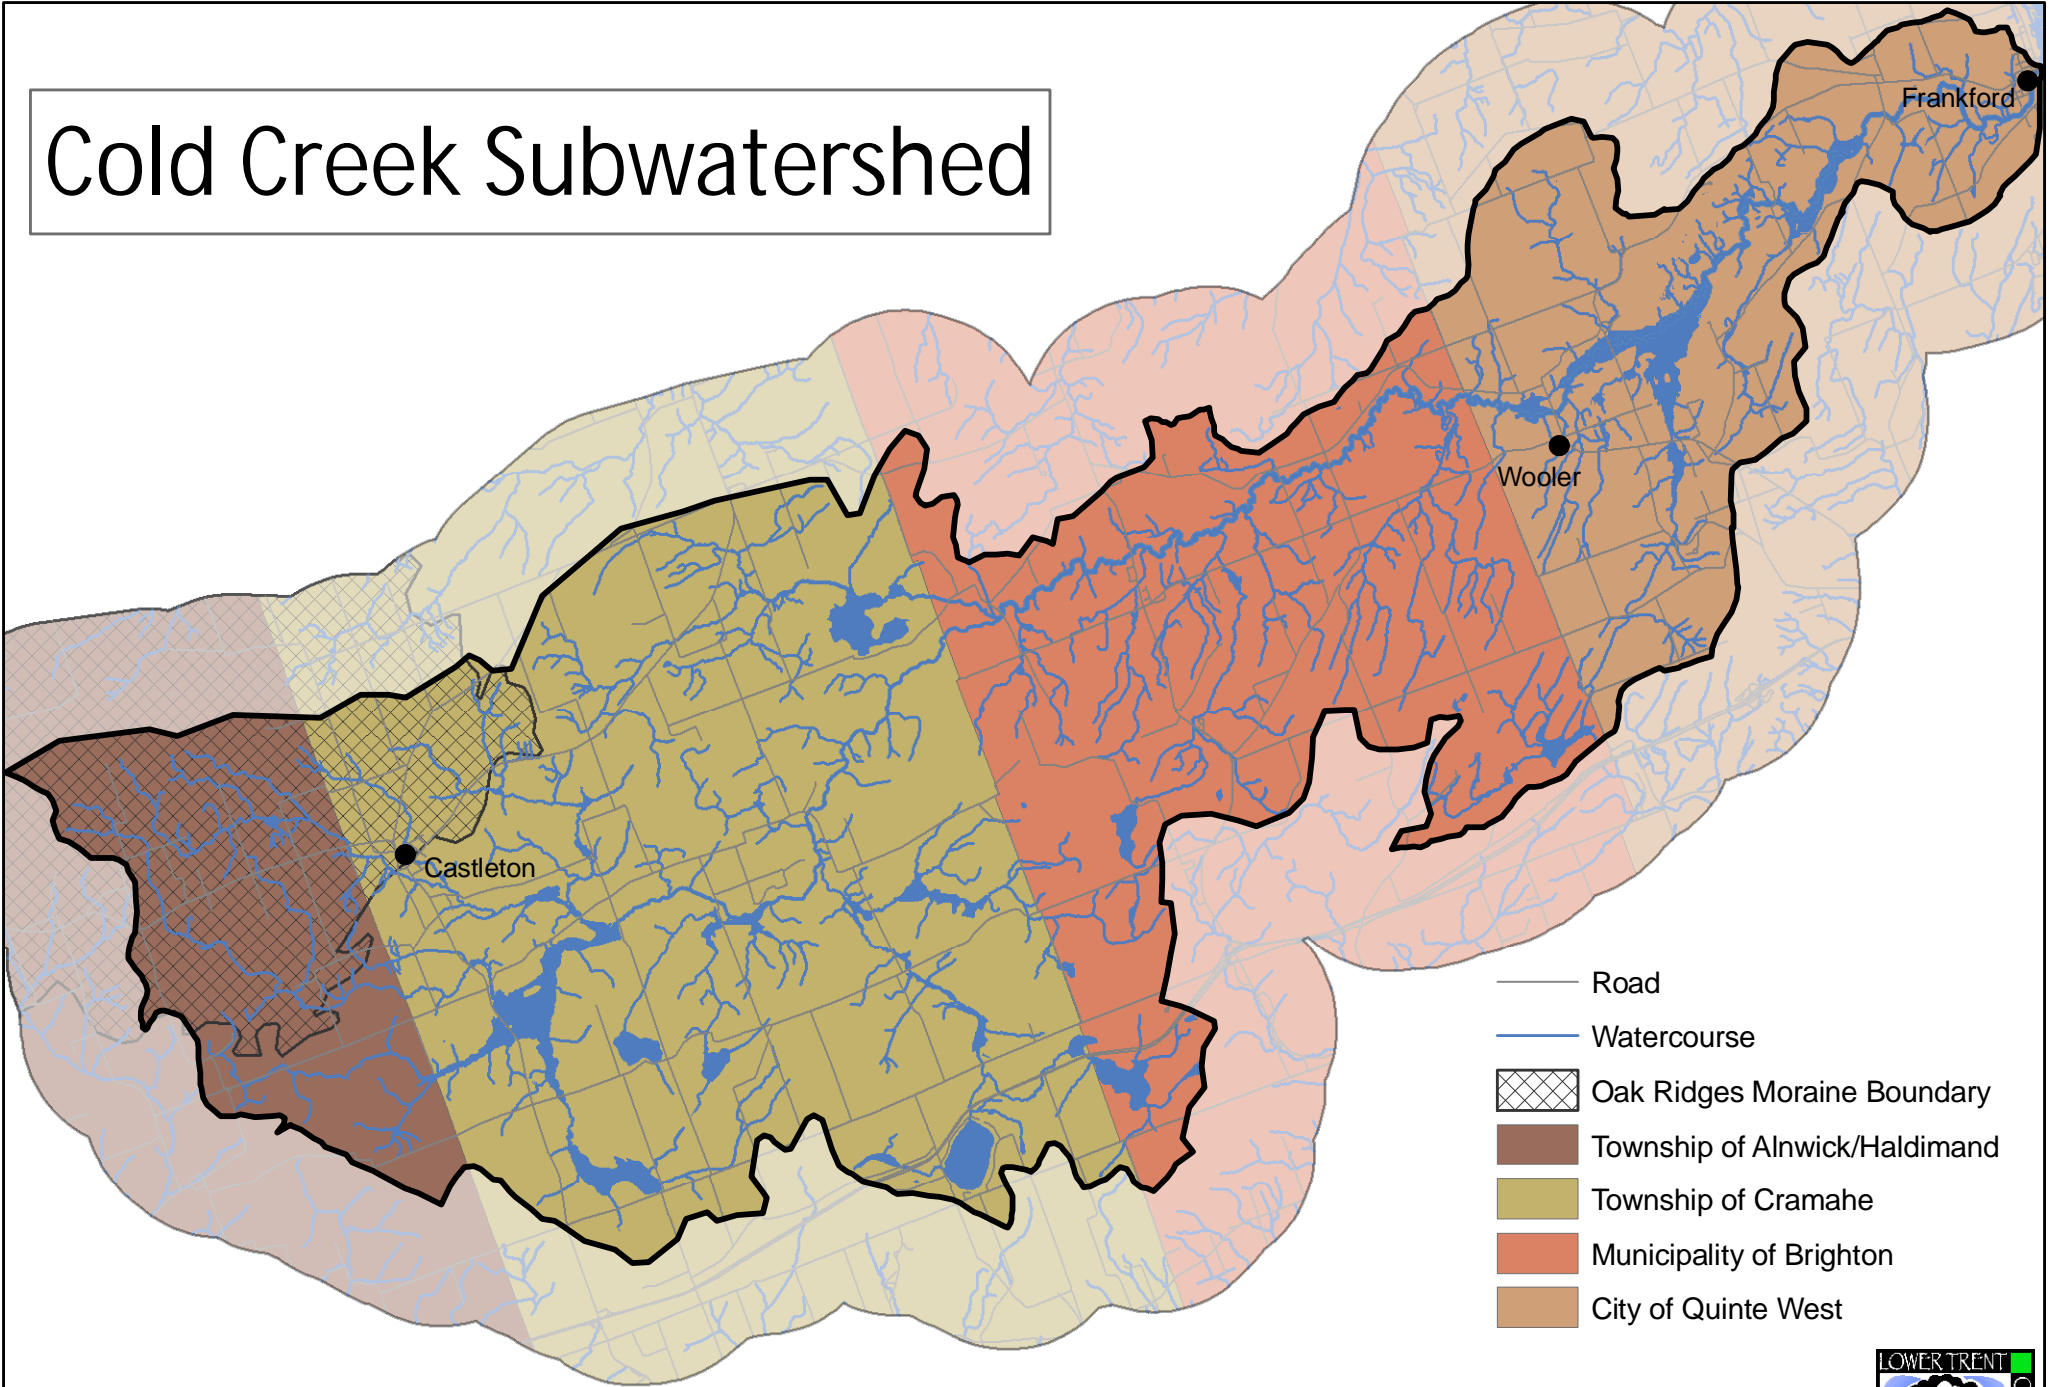 Cold Creek Subwatershed
Frankford
Wooler
Castleton
Road
Watercourse
Oak Ridges Moraine Boundary
Township of Alnwick/Haldimand
Township of Cramahe
Municipality of Brighton
City of Quinte West
LOWER TRENT